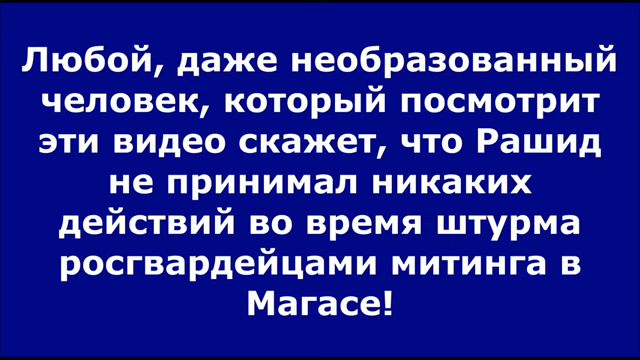 Любой, даже необразованный
человек, который посмотрит
эти видео скажет, что Рашид
не принимал никаких
действий во время штурма
росгвардейцами митинга в
Магасе!